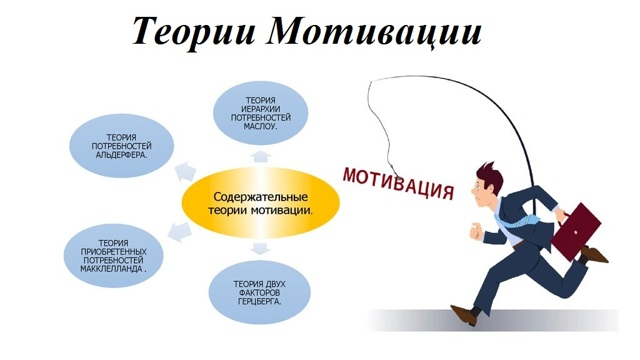 Теории Мотивации
ТЕОРИЯ
ИЕРАРХИИ
ПОТРЕБНОСТЕЙ
МАСЛОУ.
ТЕОРИЯ
ПОТРЕБНОСТЕЙ
АЛЬДЕРФЕРА.
Содержательные
теории мотивации.
МОТИВАЦИЯ
ТЕОРИЯ
ПРИОБРЕТЕННЫХ
ПОТРЕБНОСТЕЙ
МАККЛЕЛЛАНДА .
ТЕОРИЯ ДВУХ
ФАКТОРОВ
ГЕРЦБЕРГА.